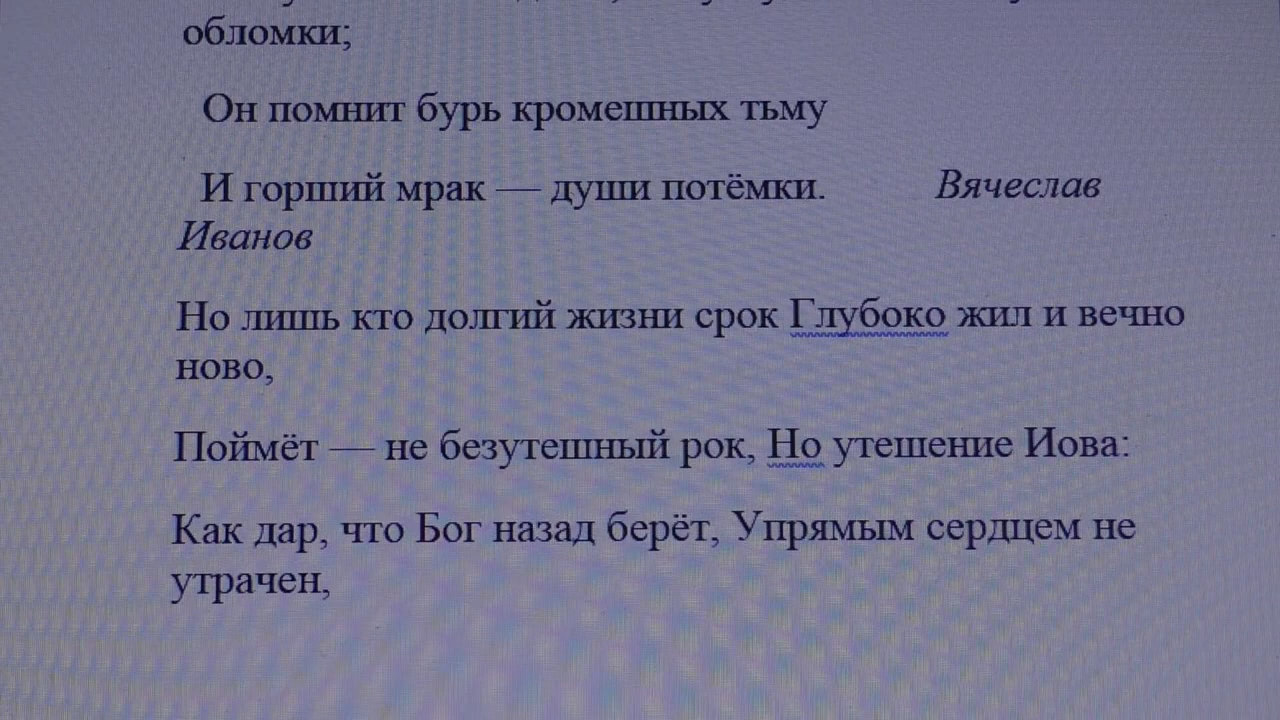 обломки;
Он помнит бурь кромешных тьму
И горший мрак — души потёмки. Вячеслав
Иванов
Но лишь кто долгий жизни срок Глубоко жил и вечно
ново,
Поймёт — не безутешный рок, Но утешение Иова:
Как дар, что Бог назад берёт, Упрямым сердцем не
утрачен,